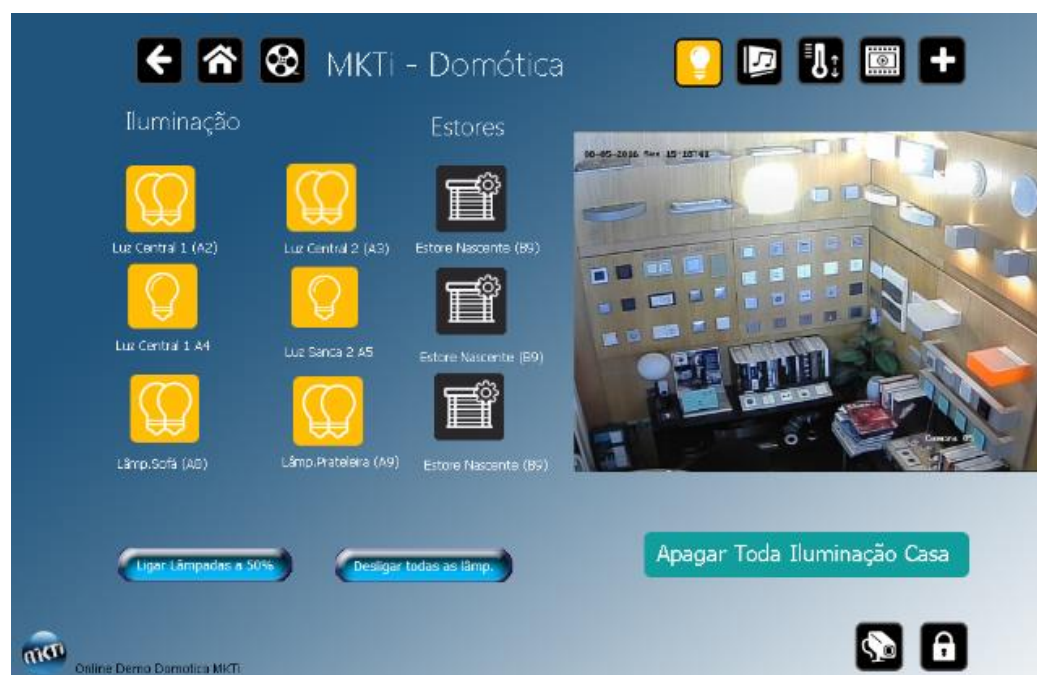 MKTi - Domótica
Iluminação
Estores
Luz Central 1 (A2)
Luz Central 2 (A3)
Estore Nascente (B9)
Luz Central 1 A4
Luz Sanca 2 A5
Estore Nascente (B9)
Lâmp.Sofá (A8)
Lâmp.Prateleira (A9)
Estore Nascente (B9)
Camera 05
Ligar Lâmpadas a 50%
Desligar todas as lâmp.
Apagar Toda Iluminação Casa
MKTi
Online Demo Domotica MKTi